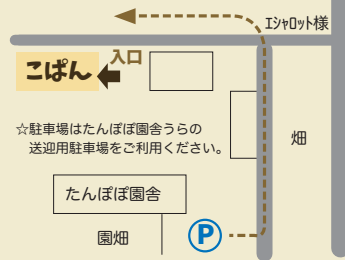 エシャロット様
入口
こぱん
☆駐車場はたんぽぽ園舎うらの
送迎用駐車場をご利用ください。
畑
たんぽぽ園舎
園畑
P